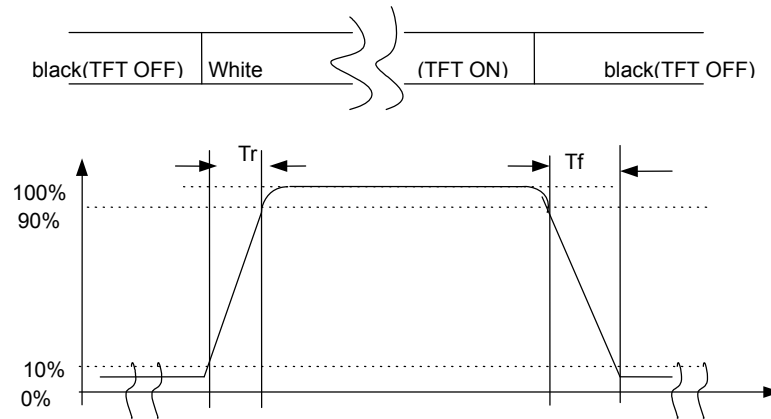 black(TFT OFF) White (TFT ON) black(TFT OFF)
Tr Tf
100%
90%
10%
0%